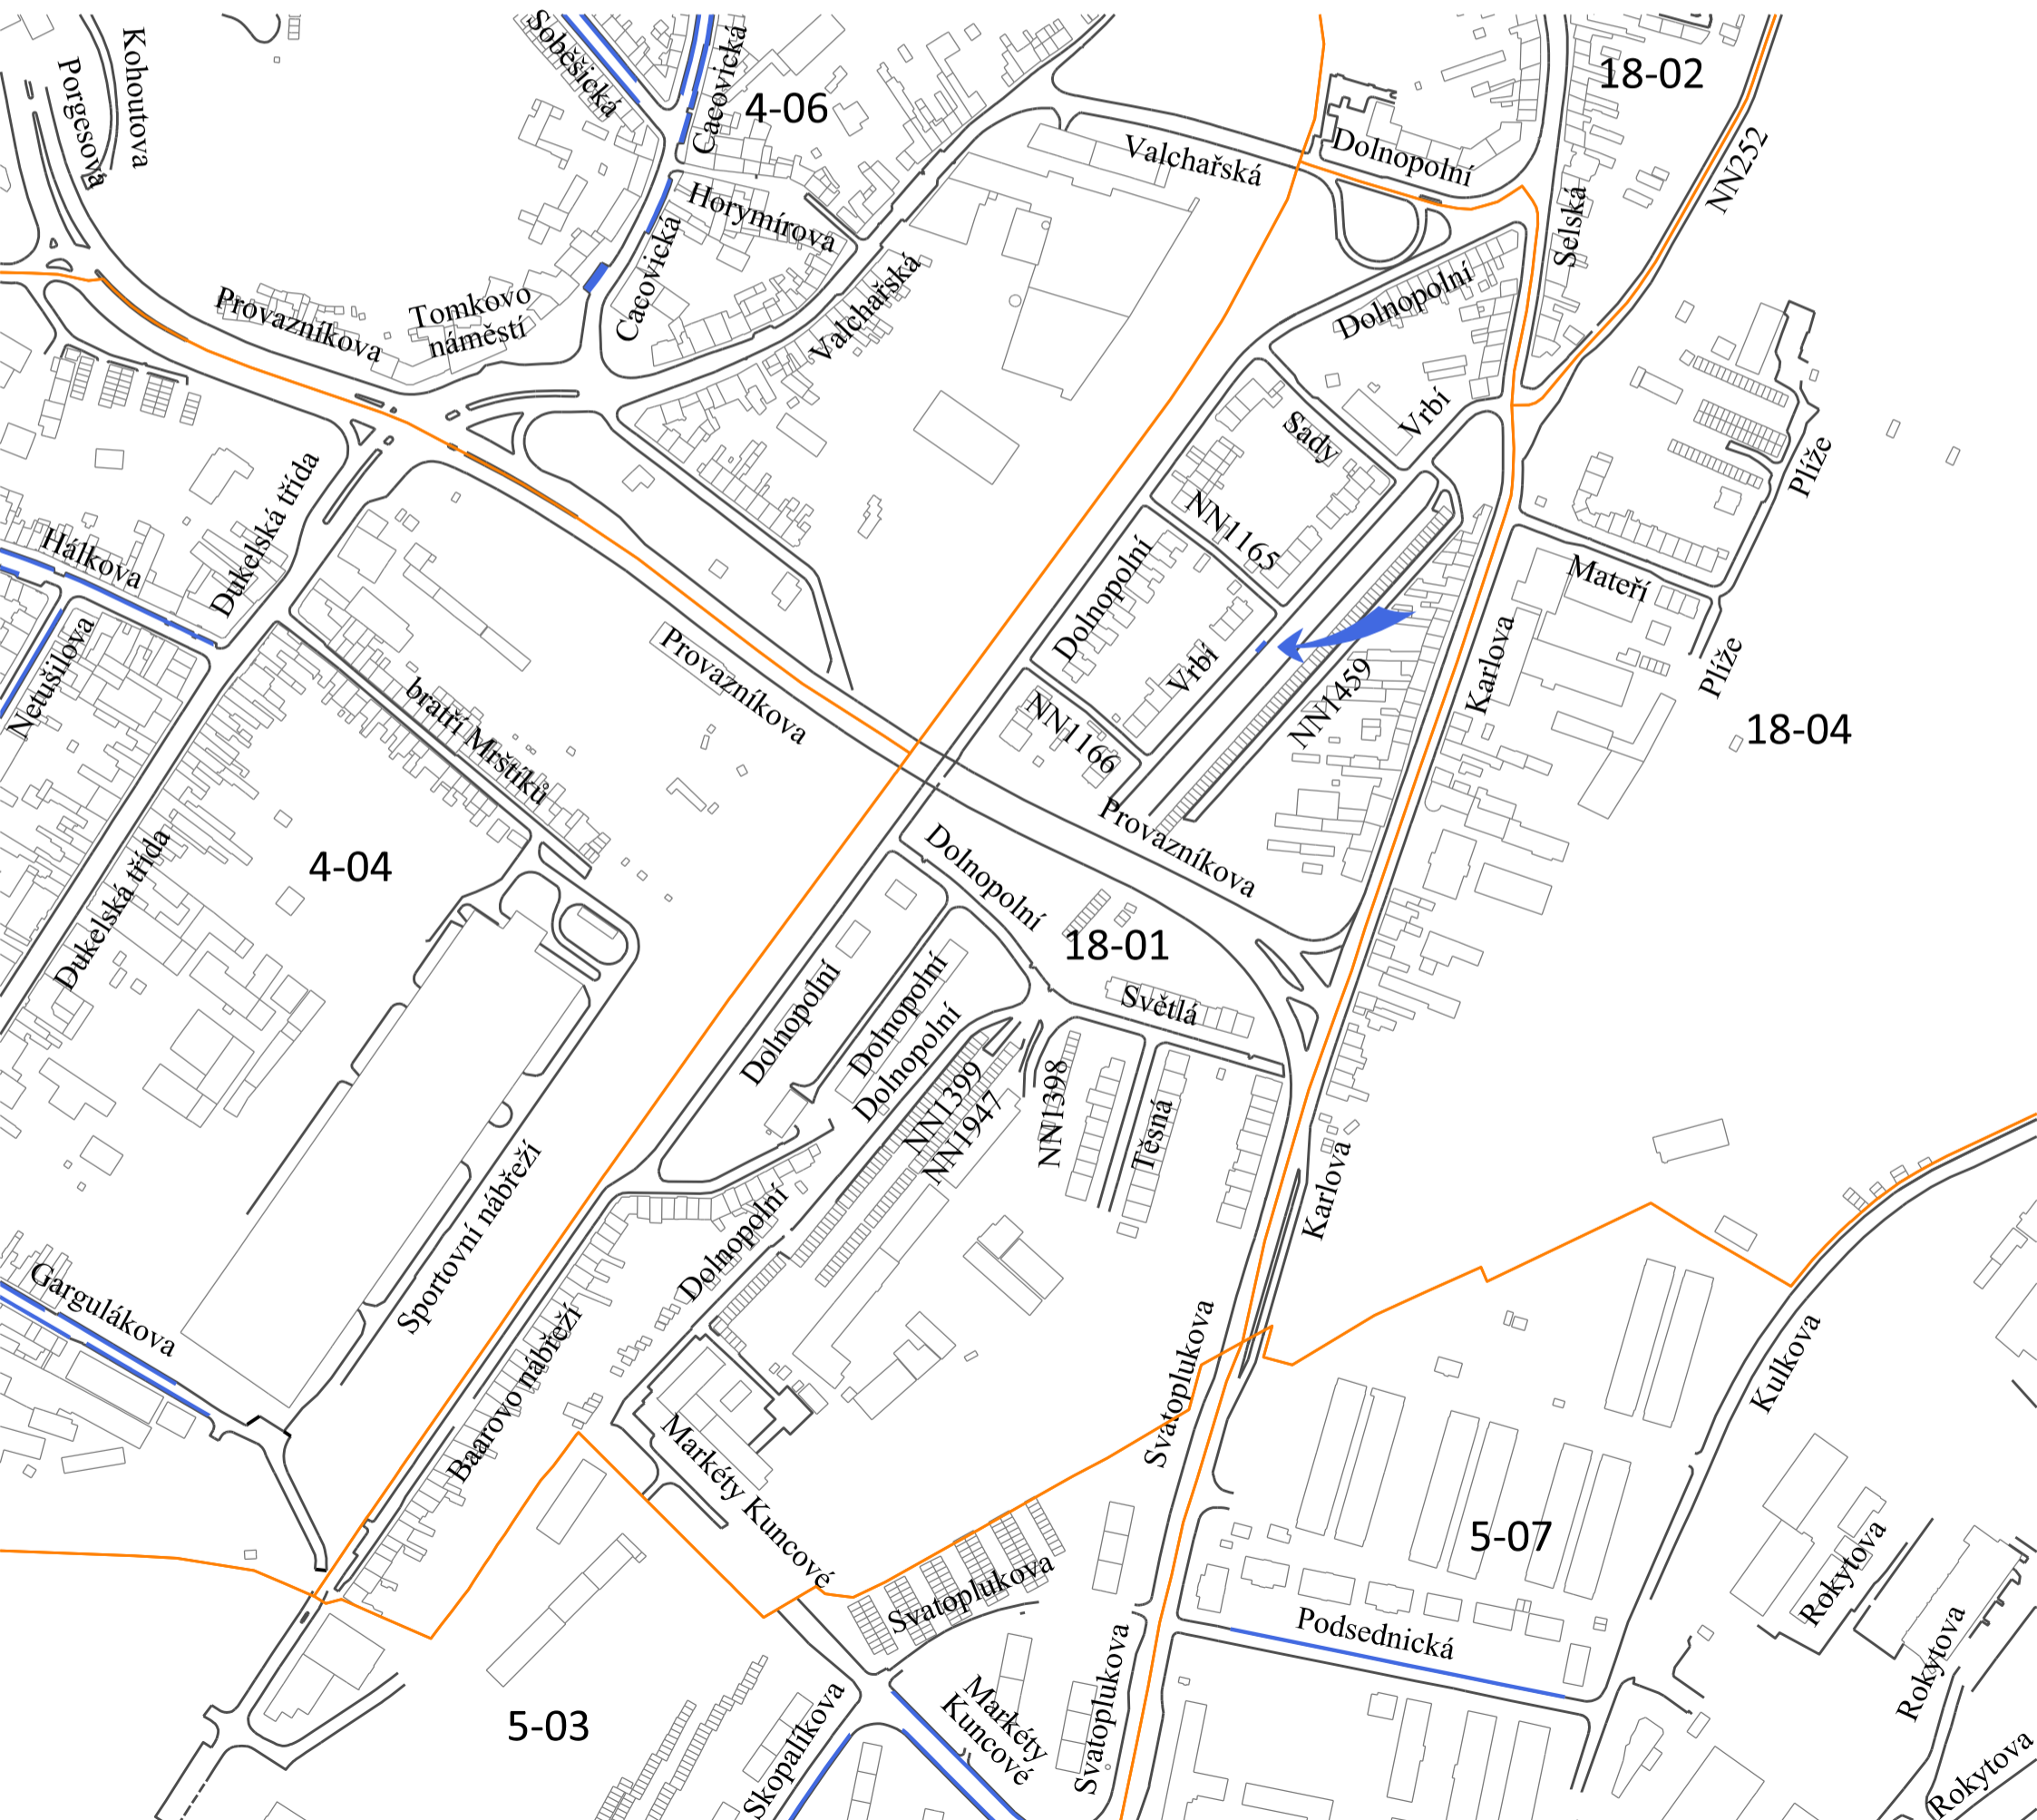 Kohoutova
Porgesova
Soběšická
Cacovická
4-06
18-02
Valchařská
Dolnopolní
NN252
Selská
Horymírova
Cacovická
Valchařská
Provazníkova
Tomkovo
náměstí
Dolnopolní
Vrbí
Sady
Plíže
Dukelská třída
Hálkova
NN1165
Mateří
Netušilova
Dolnopolní
Vrbí
Provazníkova
bratří Mrštíků
NN1166
NN1459
Karlova
Plíže
18-04
Provazníkova
4-04
Dukelská třída
Dolnopolní
18-01
Dolnopolní
Dolnopolní
Dolnopolní
Světlá
NN1399
NN1947
NN1398
Těsná
Karlova
Sportovní nábřeží
Dolnopolní
Gargulákova
Baarovo nábřeží
Svatoplukova
Kulkova
Markéty Kuncové
5-07
Svatoplukova
Podsednická
Rokytova
Rokytova
5-03
Skopalíkova
Markéty
Kuncové
Svatoplukova
Rokytova